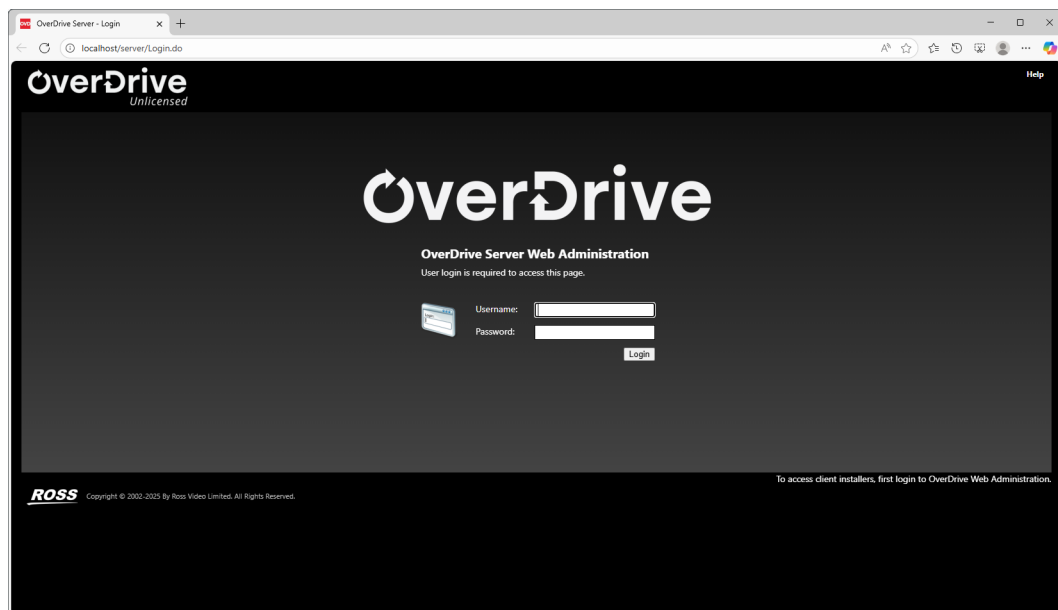 OVD OverDrive Server - Login
localhost/server/Login.do
OverDrive
Unlicensed
Help
OverDrive
OverDrive Server Web Administration
User login is required to access this page.
Username:
Password:
Login
To access client installers, first login to OverDrive Web Administration.
ROSS Copyright © 2002-2025 By Ross Video Limited. All Rights Reserved.